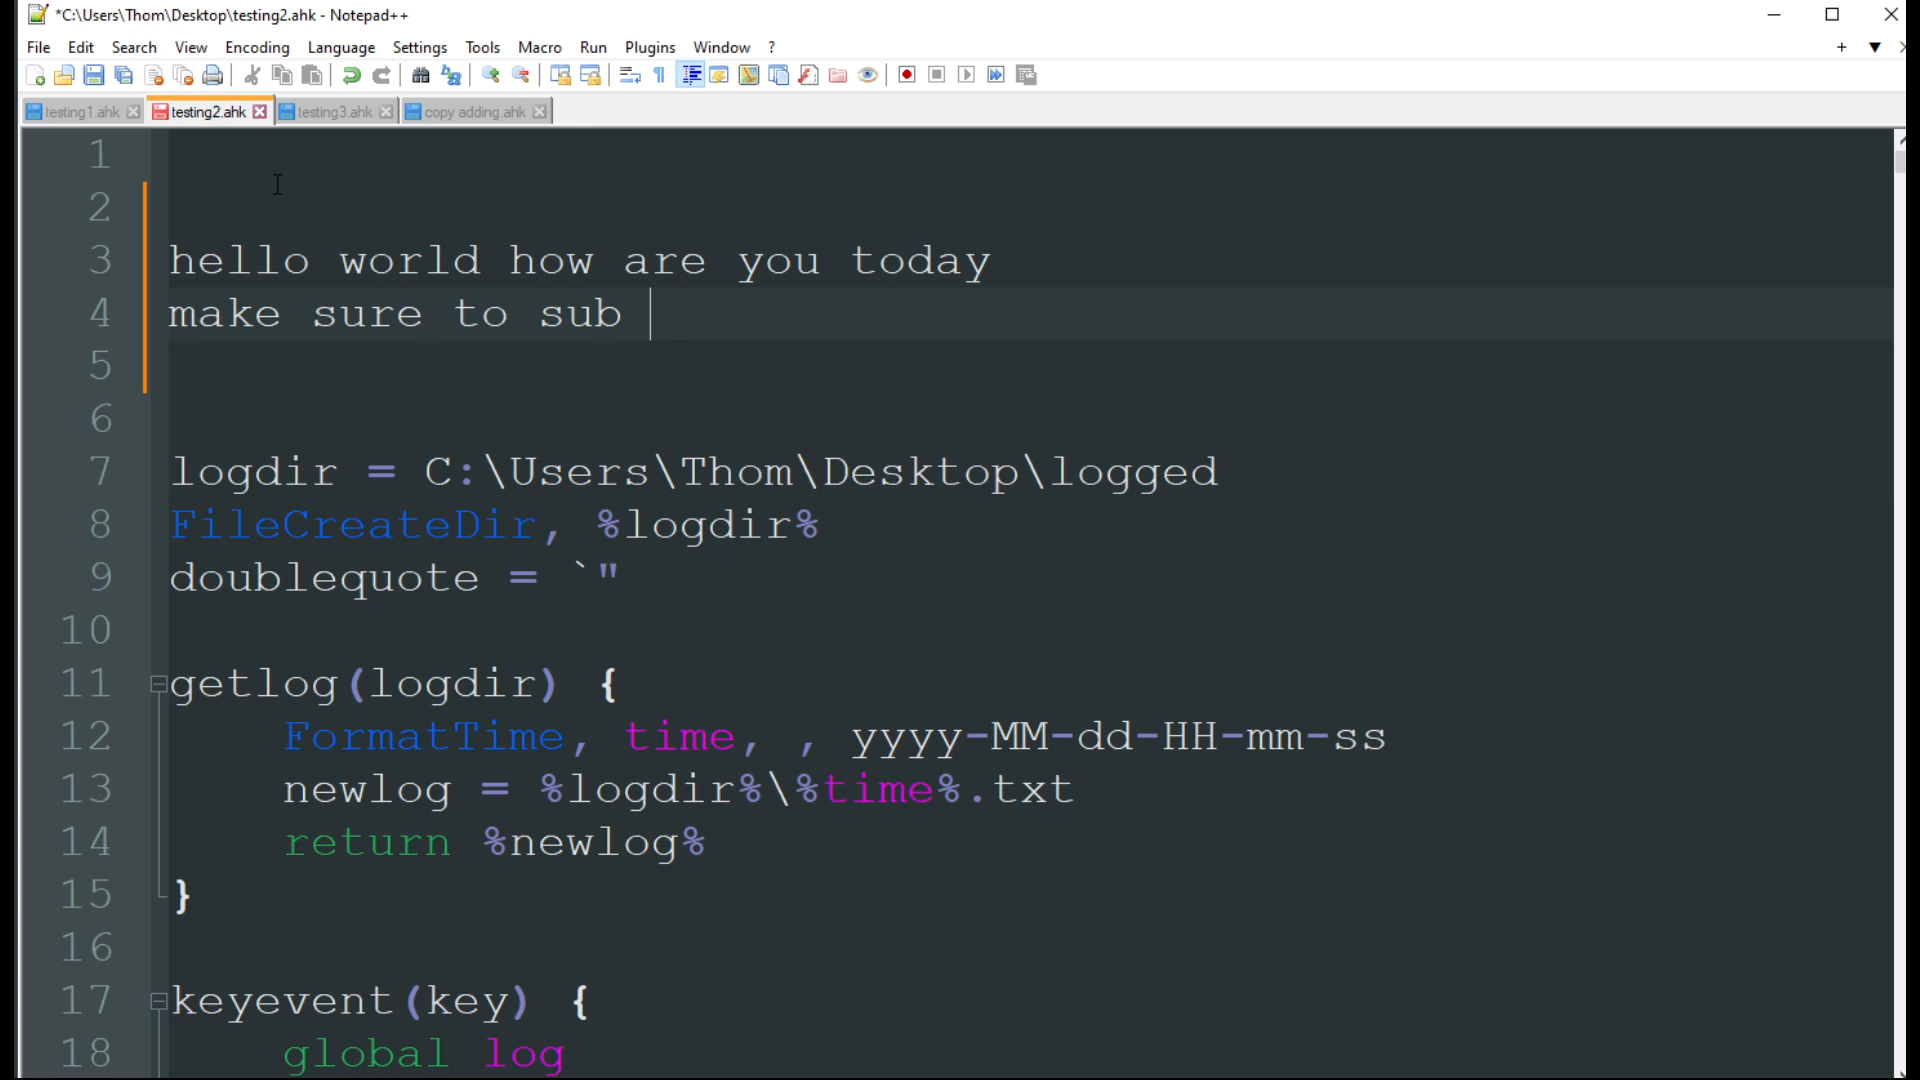 *C:\Users\Thom\Desktop\testing2.ahk - Notepad++
File Edit Search View Encoding Language Settings Tools Macro Run Plugins Window ?
testing1.ahk testing2.ahk testing3.ahk copy adding.ahk
1
2
3 hello world how are you today
4 make sure to sub
5
6
7 logdir = C:\Users\Thom\Desktop\logged
8 FileCreateDir, %logdir%
9 doublequote = `"
10
11 getlog(logdir) {
12 FormatTime, time, , yyyy-MM-dd-HH-mm-ss
13 newlog = %logdir%\%time%.txt
14 return %newlog%
15 }
16
17 keyevent(key) {
18 global log